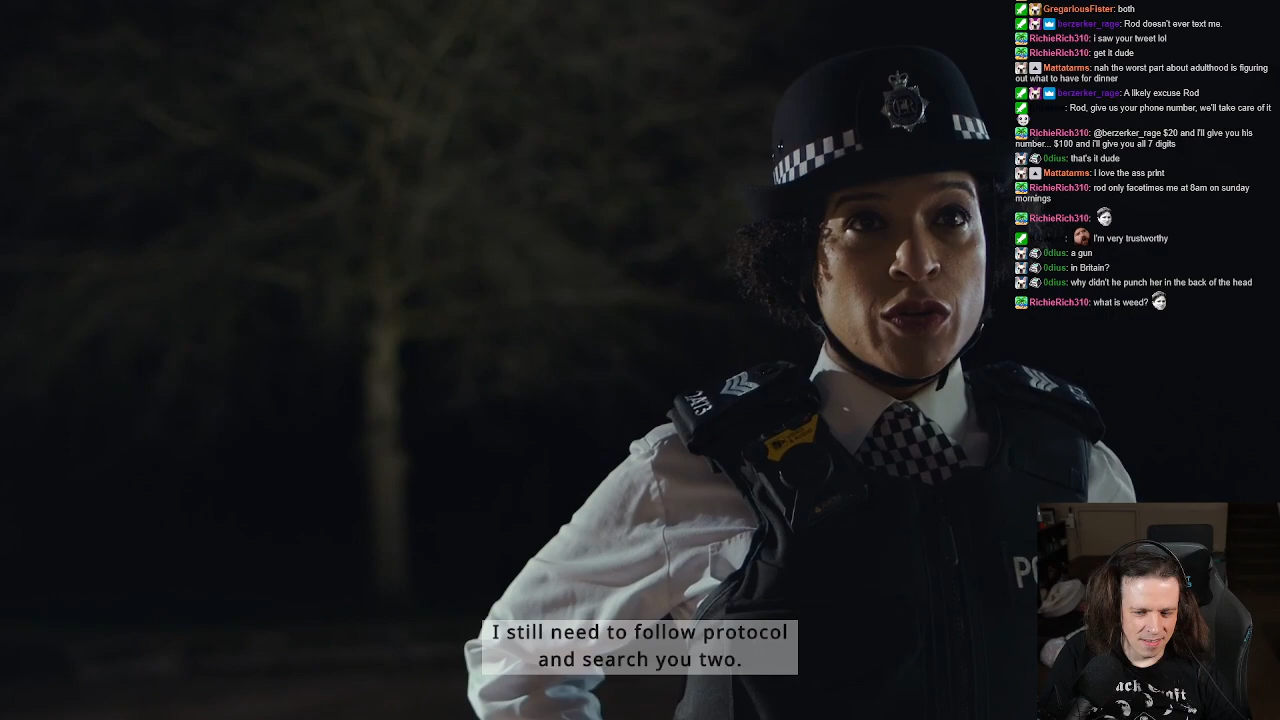 GregariousFister: both
berzerker_rage: Rod doesn't ever text me.
RichieRich310: i saw your tweet lol
RichieRich310: get it dude
Mattatarms: nah the worst part about adulthood is figuring
out what to have for dinner
berzerker_rage: A likely excuse Rod
: Rod, give us your phone number, we'll take care of it
RichieRich310: @berzerker_rage $20 and I'll give you his
number... $100 and i'll give you all 7 digits
0dius: that's it dude
Mattatarms: i love the ass print
RichieRich310: rod only facetimes me at 8am on sunday
mornings
RichieRich310:
: I'm very trustworthy
0dius: a gun
0dius: in Britain?
0dius: why didn't he punch her in the back of the head
RichieRich310: what is weed?
2473
PO
I still need to follow protocol
and search you two.